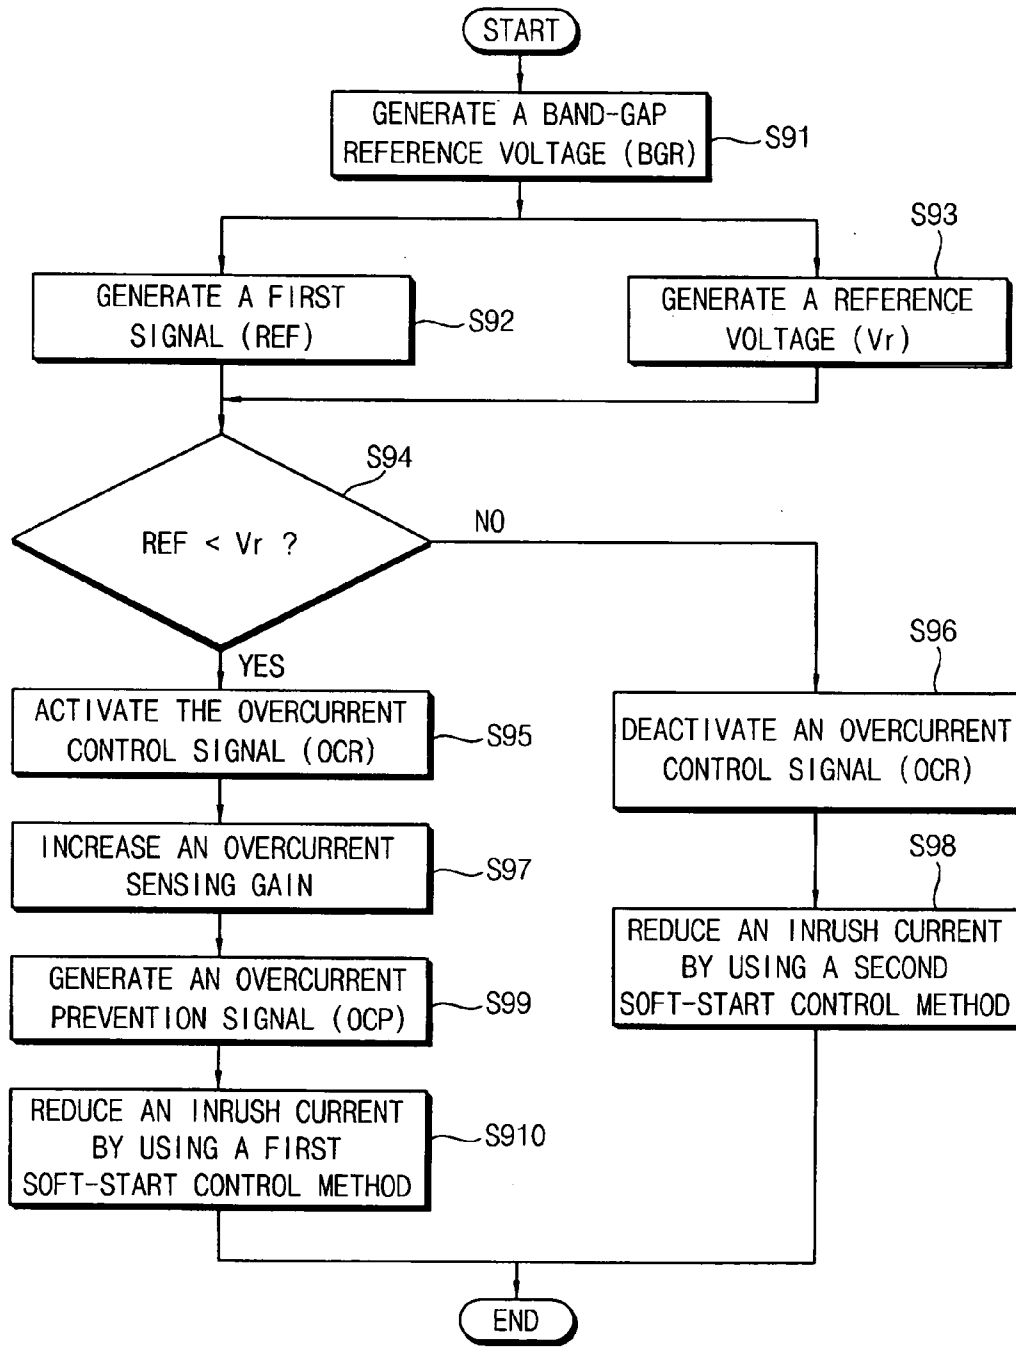 START
GENERATE A BAND-GAP
REFERENCE VOLTAGE (BGR)
S91
S93
GENERATE A FIRST
SIGNAL (REF)
S92
GENERATE A REFERENCE
VOLTAGE (Vr)
S94
REF < Vr ?
NO
YES
S96
ACTIVATE THE OVERCURRENT
CONTROL SIGNAL (OCR)
S95
DEACTIVATE AN OVERCURRENT
CONTROL SIGNAL (OCR)
INCREASE AN OVERCURRENT
SENSING GAIN
S97
S98
REDUCE AN INRUSH CURRENT
BY USING A SECOND
SOFT-START CONTROL METHOD
GENERATE AN OVERCURRENT
PREVENTION SIGNAL (OCP)
S99
REDUCE AN INRUSH CURRENT
BY USING A FIRST
SOFT-START CONTROL METHOD
S910
END